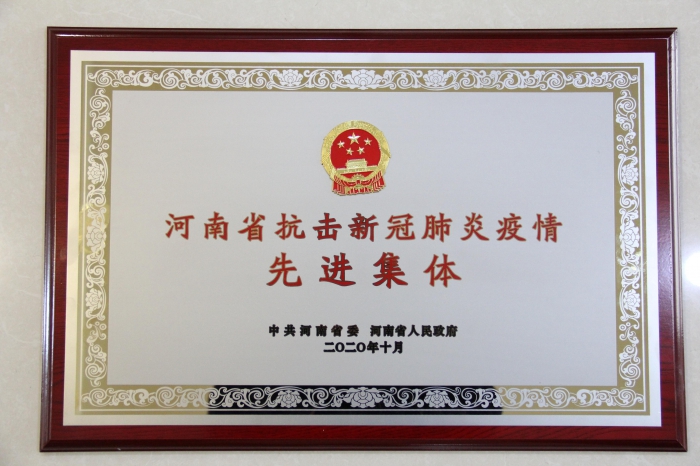 河南省抗击新冠肺炎疫情
先进集体
中共河南省委 河南省人民政府
二〇二〇年十月